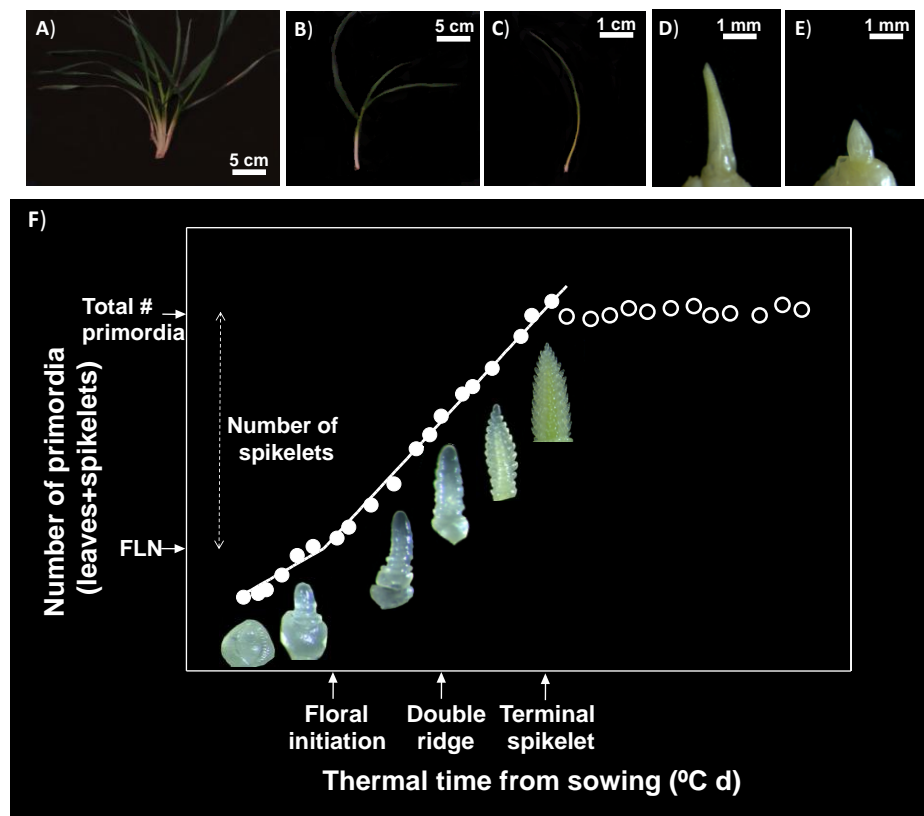 A)
5 cm
B)
5 cm
C)
1 cm
D)
1 mm
E)
1 mm
F)
Total #
primordia
Number of
spikelets
FLN
Number of primordia
(leaves+spikelets)
Floral
initiation
Double
ridge
Terminal
spikelet
Thermal time from sowing (ºC d)